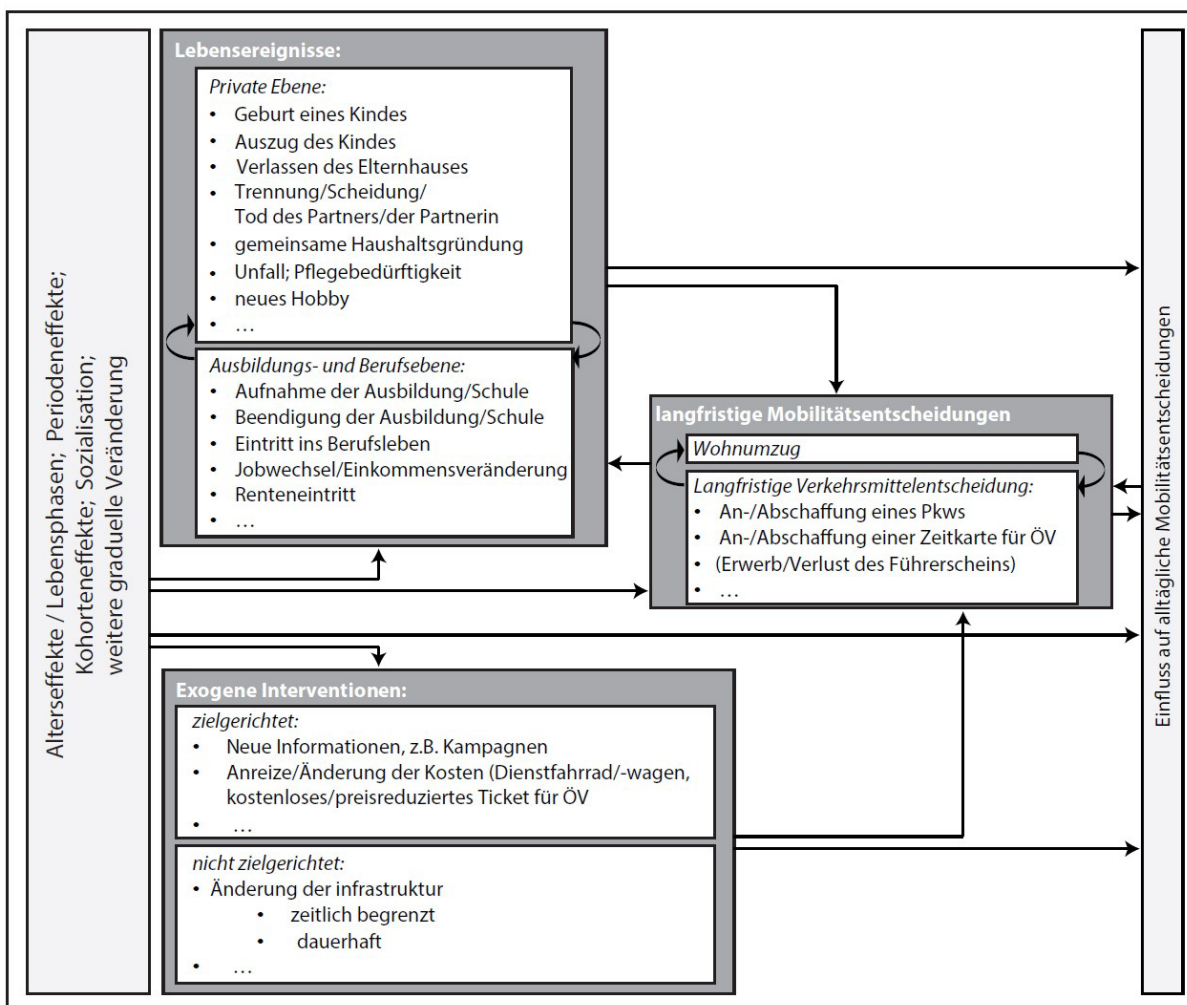 Alterseffekte / Lebensphasen; Periodeneffekte;
Kohorteneffekte; Sozialisation;
weitere graduelle Veränderung
Lebensereignisse:
Private Ebene:
• Geburt eines Kindes
• Auszug des Kindes
• Verlassen des Elternhauses
• Trennung/Scheidung/
Tod des Partners/der Partnerin
• gemeinsame Haushaltsgründung
• Unfall; Pflegebedürftigkeit
• neues Hobby
• …
Ausbildungs- und Berufsebene:
• Aufnahme der Ausbildung/Schule
• Beendigung der Ausbildung/Schule
• Eintritt ins Berufsleben
• Jobwechsel/Einkommensveränderung
• Renteneintritt
• …
langfristige Mobilitätsentscheidungen
Wohnumzug
Langfristige Verkehrsmittelentscheidung:
• An-/Abschaffung eines Pkws
• An-/Abschaffung einer Zeitkarte für ÖV
• (Erwerb/Verlust des Führerscheins)
• …
Exogene Interventionen:
zielgerichtet:
• Neue Informationen, z.B. Kampagnen
• Anreize/Änderung der Kosten (Dienstfahrrad/-wagen,
kostenloses/preisreduziertes Ticket für ÖV
• …
nicht zielgerichtet:
• Änderung der infrastruktur
• zeitlich begrenzt
• dauerhaft
• …
Einfluss auf alltägliche Mobilitätsentscheidungen